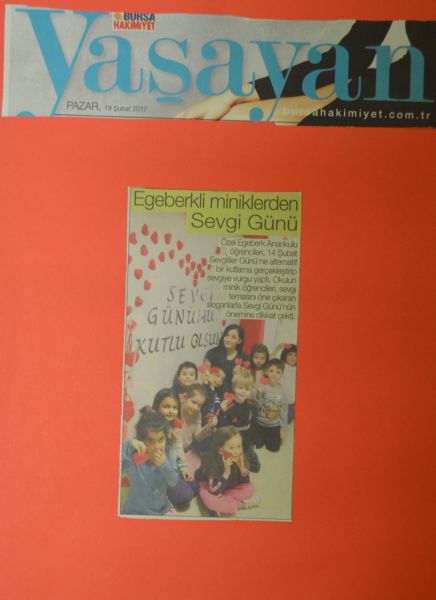 BURSA
HAKİMİYET
Yaşayan
PAZAR, 19 Şubat 2017
bursahakimiyet.com.tr
Egeberkli miniklerden
Sevgi Günü
Özel Egeberk Anaokulu
öğrencileri, 14 Şubat
Sevgililer Günü'ne alternatif
bir kutlama gerçekleştirip
sevgiye vurgu yaptı. Okulun
minik öğrencileri, sevgi
temasını öne çıkaran
sloganlarla Sevgi Günü'nün
önemine dikkat çekti.
SEVGİ
KUTLU OLSUN